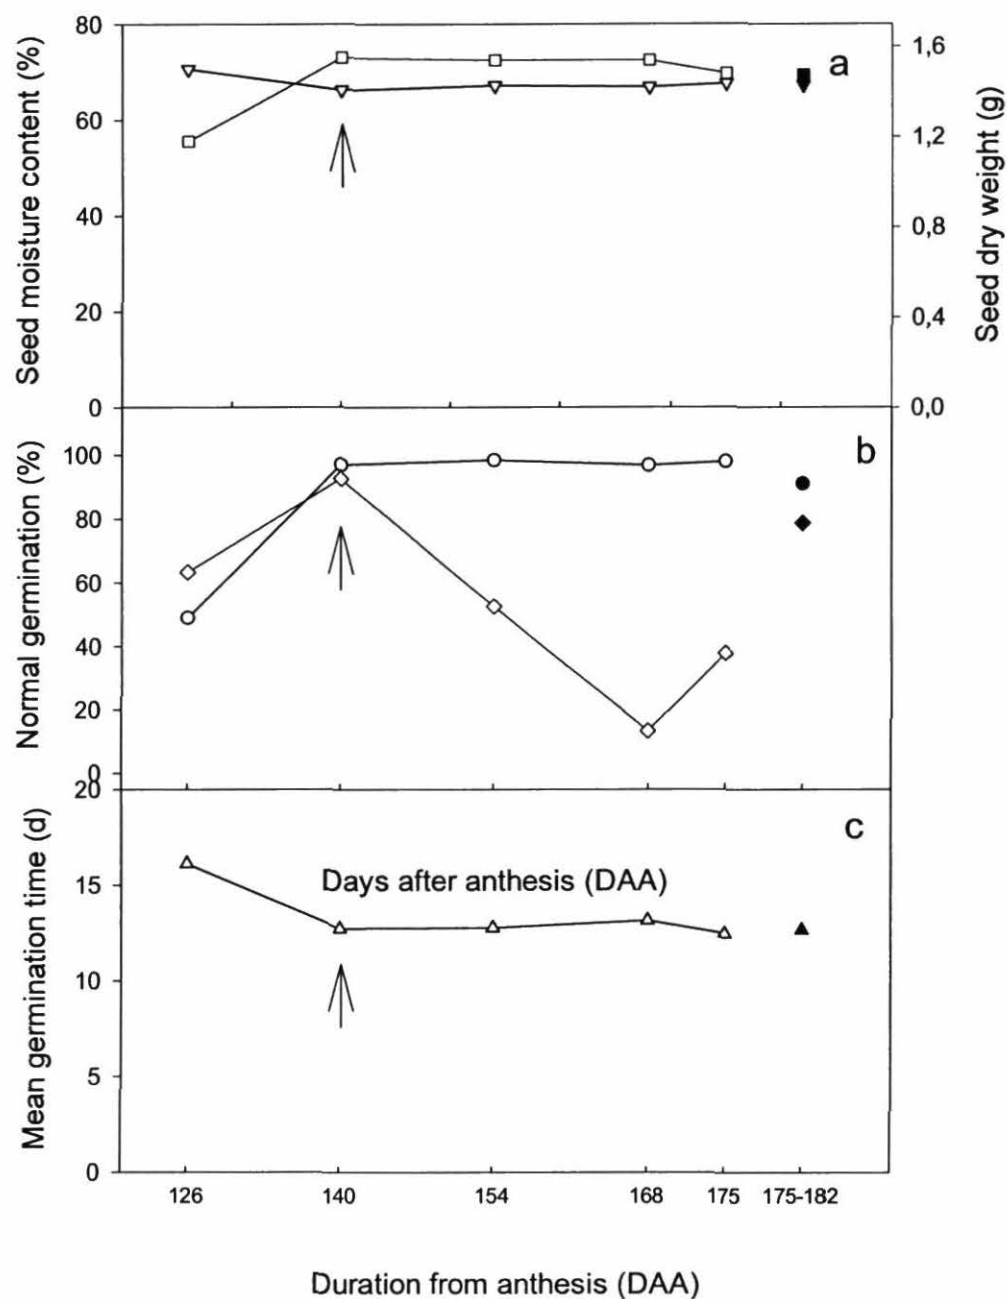 Seed moisture content (%)
80
60
40
20
0
a
1,6
1,2
0,8
0,4
0,0
Seed dry weight (g)
Normal germination (%)
100
80
60
40
20
0
b
Mean germination time (d)
20
15
10
5
0
c
Days after anthesis (DAA)
126 140 154 168 175 175-182
Duration from anthesis (DAA)